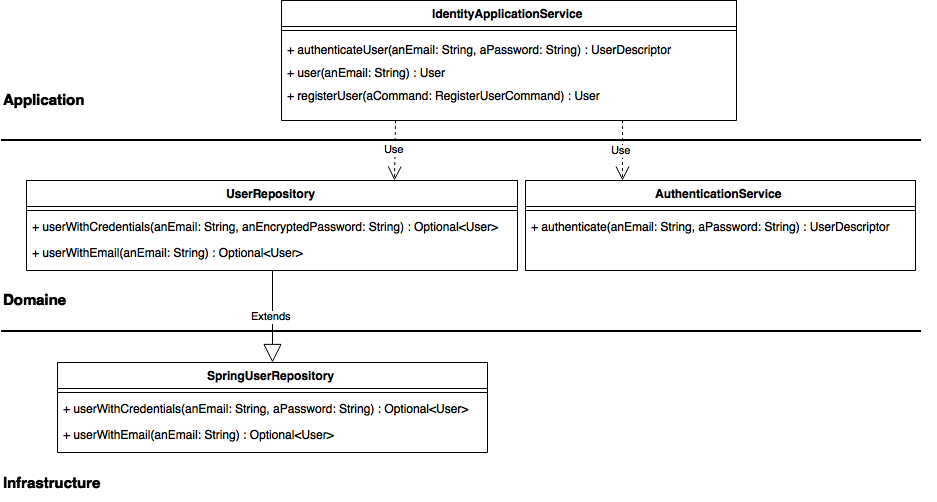 IdentityApplicationService
+ authenticateUser(anEmail: String, aPassword: String) : UserDescriptor
+ user(anEmail: String) : User
+ registerUser(aCommand: RegisterUserCommand) : User
Application
Use
Use
UserRepository
+ userWithCredentials(anEmail: String, anEncryptedPassword: String) : Optional<User>
+ userWithEmail(anEmail: String) : Optional<User>
AuthenticationService
+ authenticate(anEmail: String, aPassword: String) : UserDescriptor
Domaine
Extends
SpringUserRepository
+ userWithCredentials(anEmail: String, aPassword: String) : Optional<User>
+ userWithEmail(anEmail: String) : Optional<User>
Infrastructure